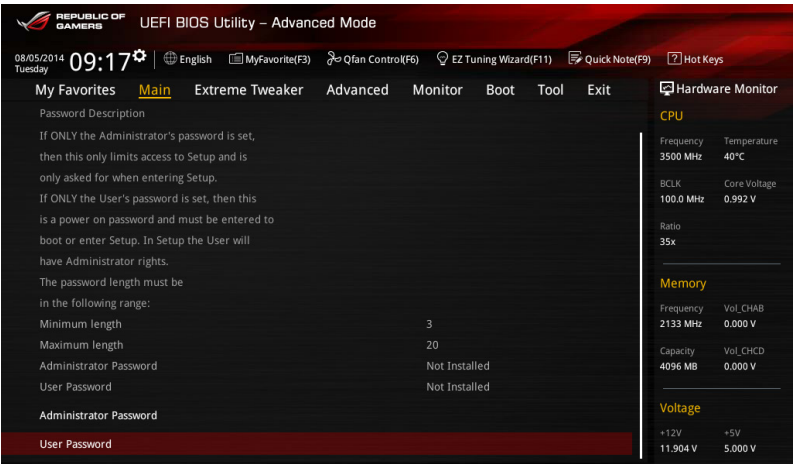 REPUBLIC OF
GAMERS
UEFI BIOS Utility – Advanced Mode
08/05/2014
Tuesday
09:17
English
MyFavorite(F3)
Qfan Control(F6)
EZ Tuning Wizard(F11)
Quick Note(F9)
? Hot Keys
My Favorites Main Extreme Tweaker Advanced Monitor Boot Tool Exit
Password Description
If ONLY the Administrator's password is set,
then this only limits access to Setup and is
only asked for when entering Setup.
If ONLY the User's password is set, then this
is a power on password and must be entered to
boot or enter Setup. In Setup the User will
have Administrator rights.
The password length must be
in the following range:
Minimum length 3
Maximum length 20
Administrator Password Not Installed
User Password Not Installed
Administrator Password
User Password
Hardware Monitor
CPU
Frequency Temperature
3500 MHz 40°C
BCLK Core Voltage
100.0 MHz 0.992 V
Ratio
35x
Memory
Frequency Vol_CHAB
2133 MHz 0.000 V
Capacity Vol_CHCD
4096 MB 0.000 V
Voltage
+12V +5V
11.904 V 5.000 V